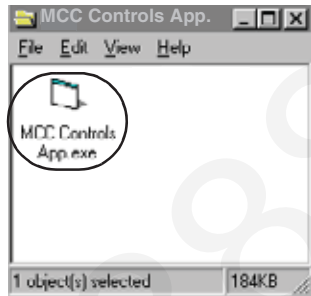 MCC Controls App.
File Edit View Help
MCC Controls
App.exe
1 object(s) selected 184KB